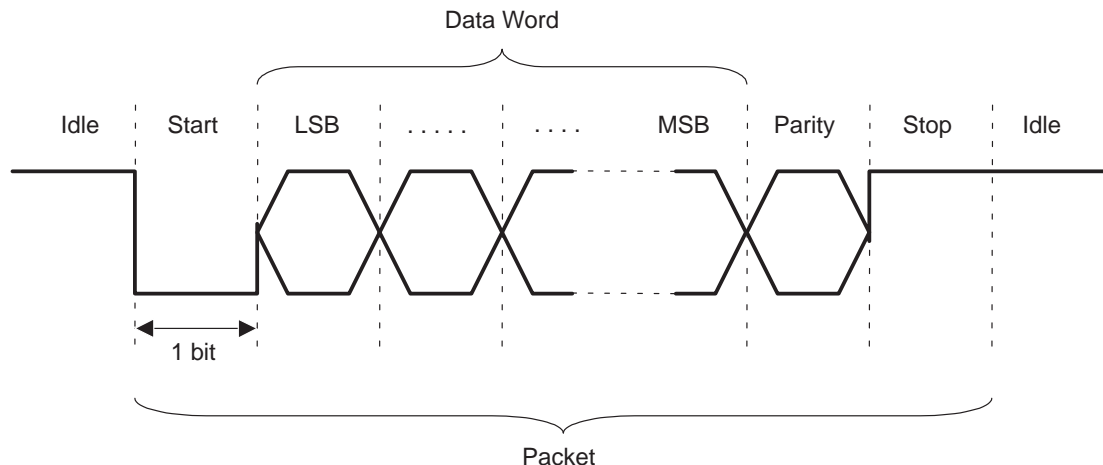 Data Word
Idle Start LSB . . . . . . . . . MSB Parity Stop Idle
1 bit
Packet